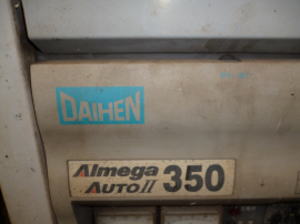 DAIHEN
Almega
AUTO II 350